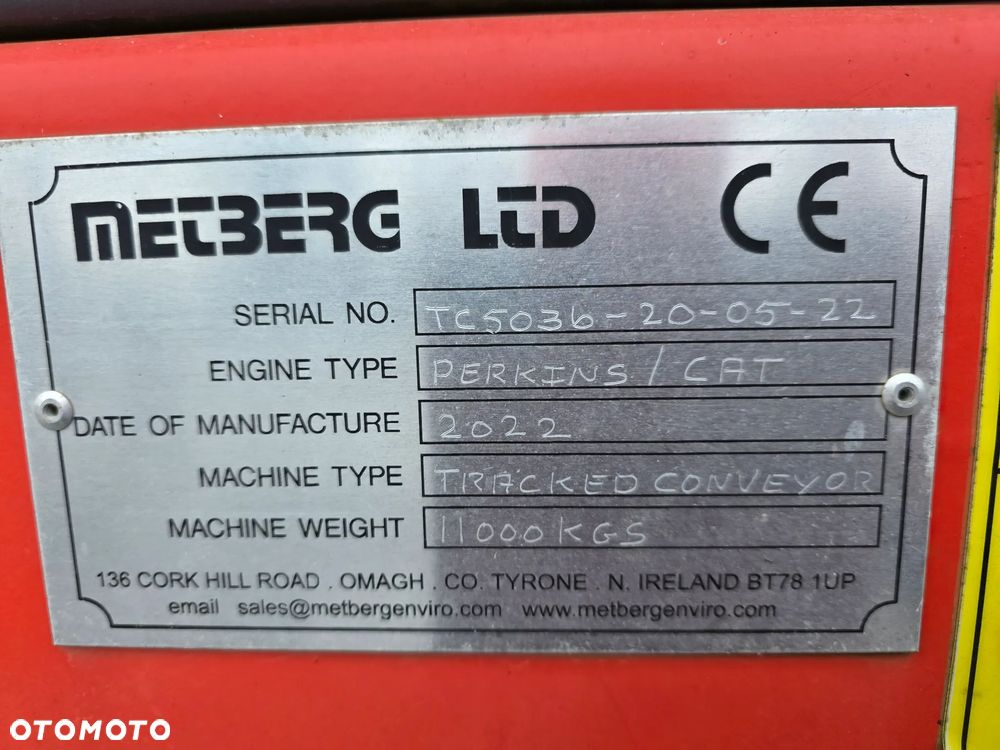 METBERG LTD CE
SERIAL NO. TC5036-20-05-22
ENGINE TYPE PERKINS / CAT
DATE OF MANUFACTURE 2022
MACHINE TYPE TRACKED CONVEYOR
MACHINE WEIGHT 11000KGS
136 CORK HILL ROAD . OMAGH . CO. TYRONE . N. IRELAND BT78 1UP
email sales@metbergenviro.com www.metbergenviro.com
OTOMOTO